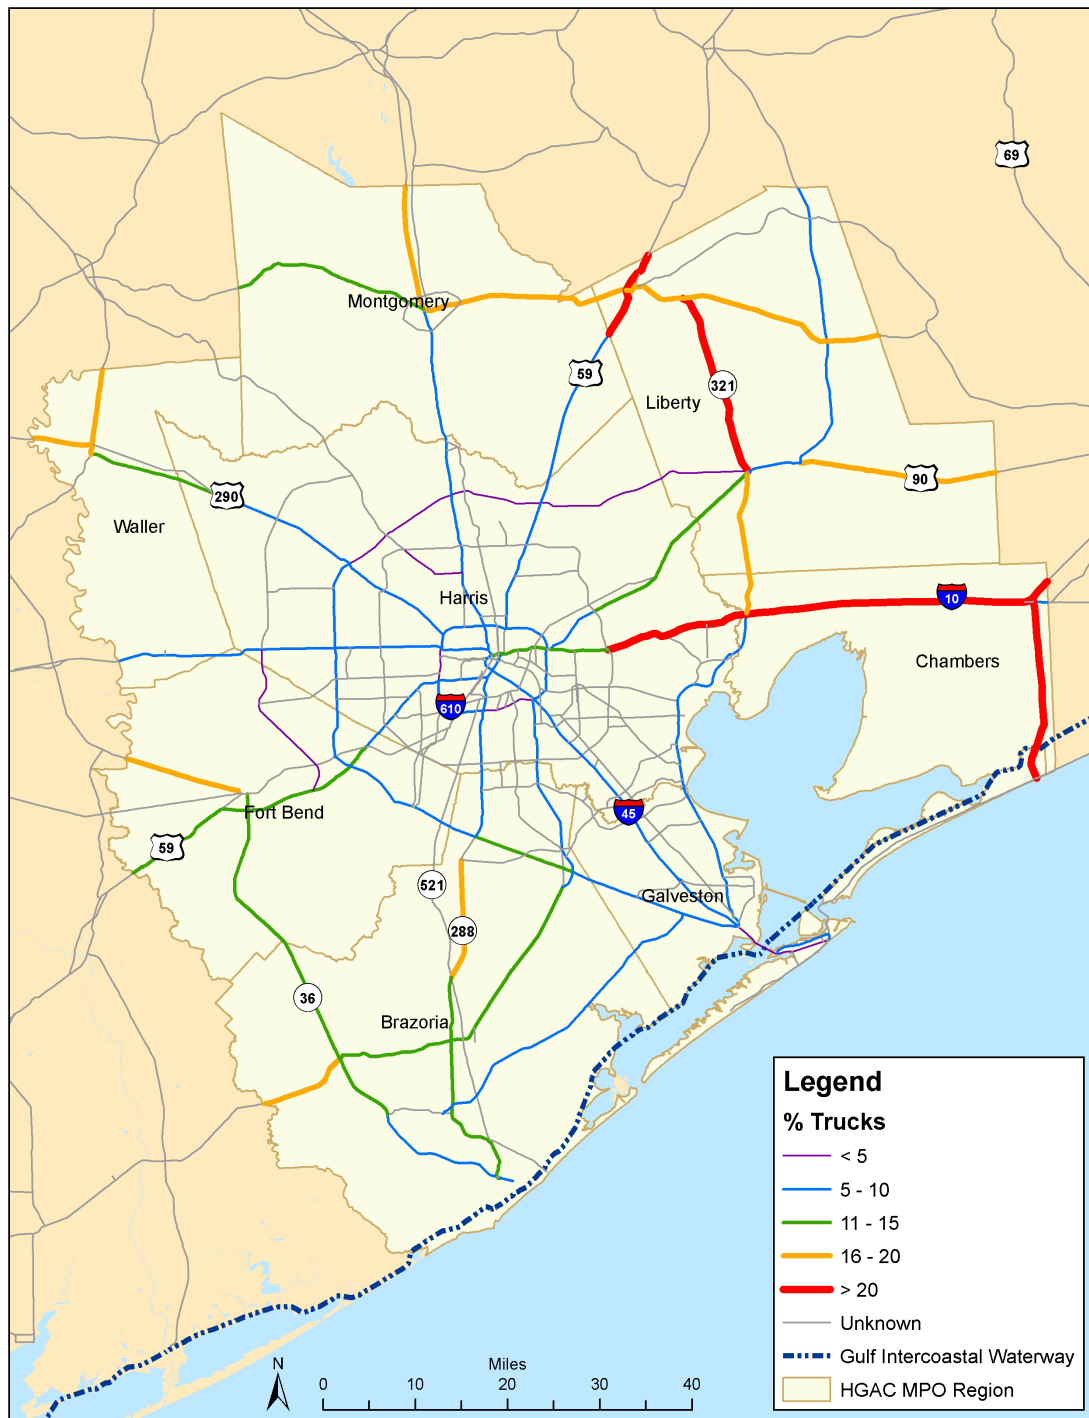 69
Montgomery
59
321
Liberty
90
290
Waller
10
Harris
Chambers
610
45
Fort Bend
59
521
Galveston
288
36
Brazoria
Legend
% Trucks
< 5
5 - 10
11 - 15
16 - 20
> 20
Unknown
Gulf Intercoastal Waterway
HGAC MPO Region
N
Miles
0 10 20 30 40